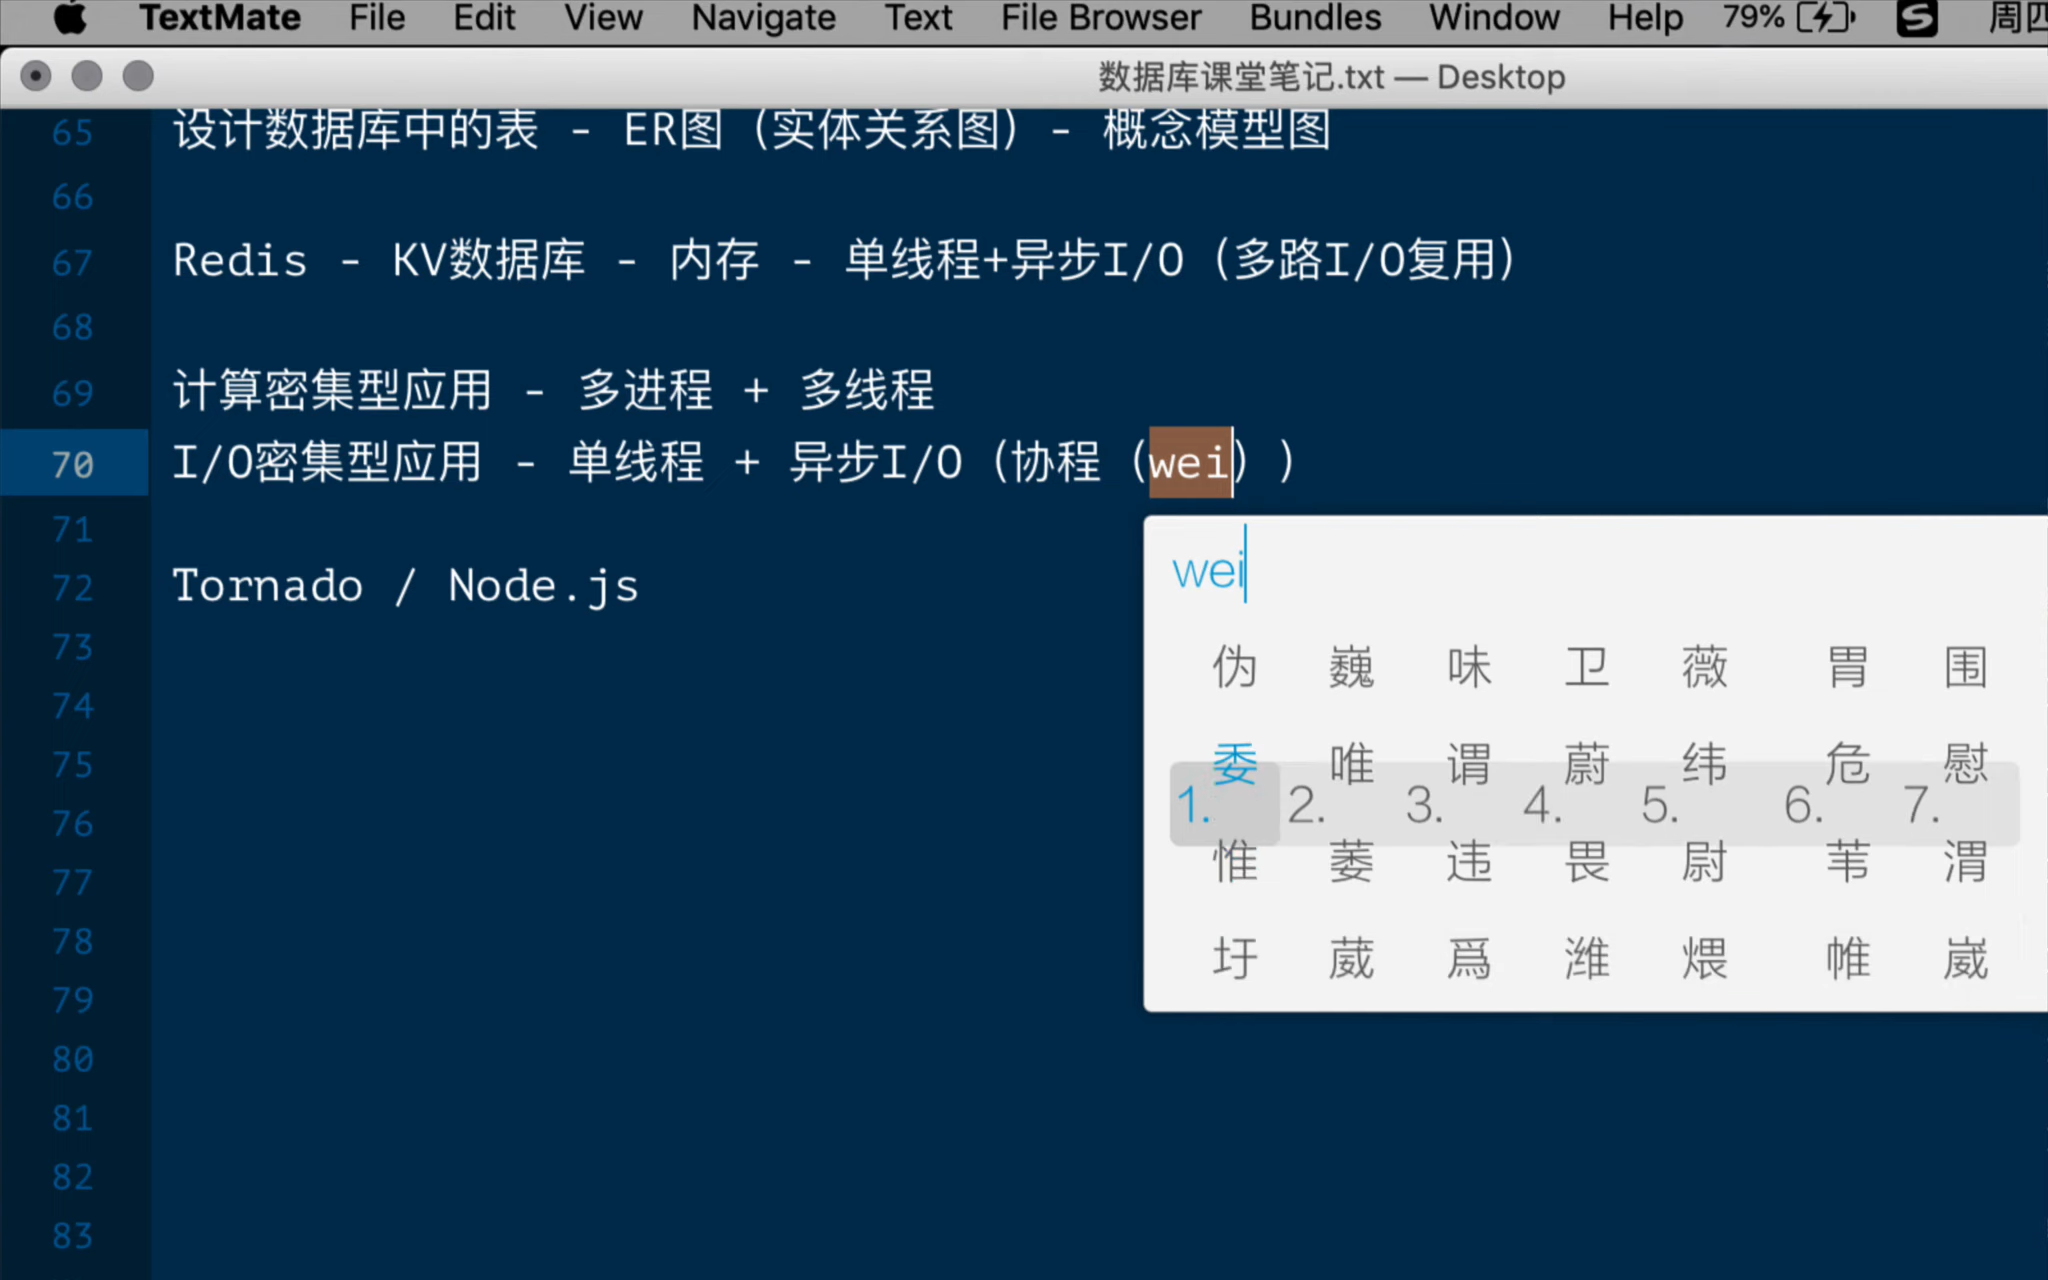 TextMate File Edit View Navigate Text File Browser Bundles Window Help 79% 周四
数据库课堂笔记.txt — Desktop
65 设计数据库中的表 - ER图（实体关系图）- 概念模型图
66
67 Redis - KV数据库 - 内存 - 单线程+异步I/O（多路I/O复用）
68
69 计算密集型应用 - 多进程 + 多线程
70 I/O密集型应用 - 单线程 + 异步I/O（协程（wei））
71
72 Tornado / Node.js
73
74
75
76
77
78
79
80
81
82
83
wei
伪 巍 味 卫 薇 胃 围
委 唯 谓 蔚 纬 危 慰
1. 2. 3. 4. 5. 6. 7.
惟 萎 违 畏 尉 苇 渭
圩 葳 爲 潍 煨 帷 崴